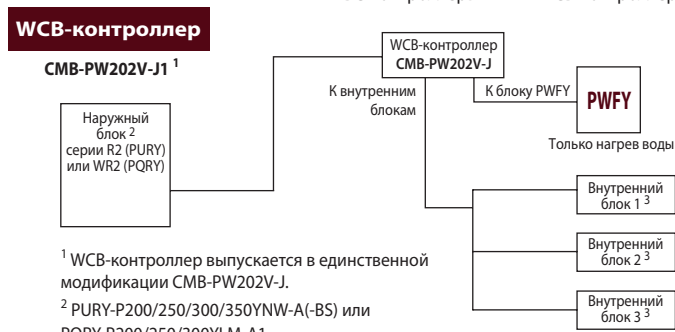 WCB-контроллер
CMB-PW202V-J1 ¹
Наружный
блок ²
серии R2 (PURY)
или WR2 (PQRY)
WCB-контроллер
CMB-PW202V-J
К внутренним
блокам
К блоку PWFY
PWFY
Только нагрев воды
Внутренний
блок 1 ³
Внутренний
блок 2 ³
Внутренний
блок 3 ³
¹ WCB-контроллер выпускается в единственной
модификации CMB-PW202V-J.
² PURY-P200/250/300/350YNW-A(-BS) или
PQRY-P200/250/300YLM-A1